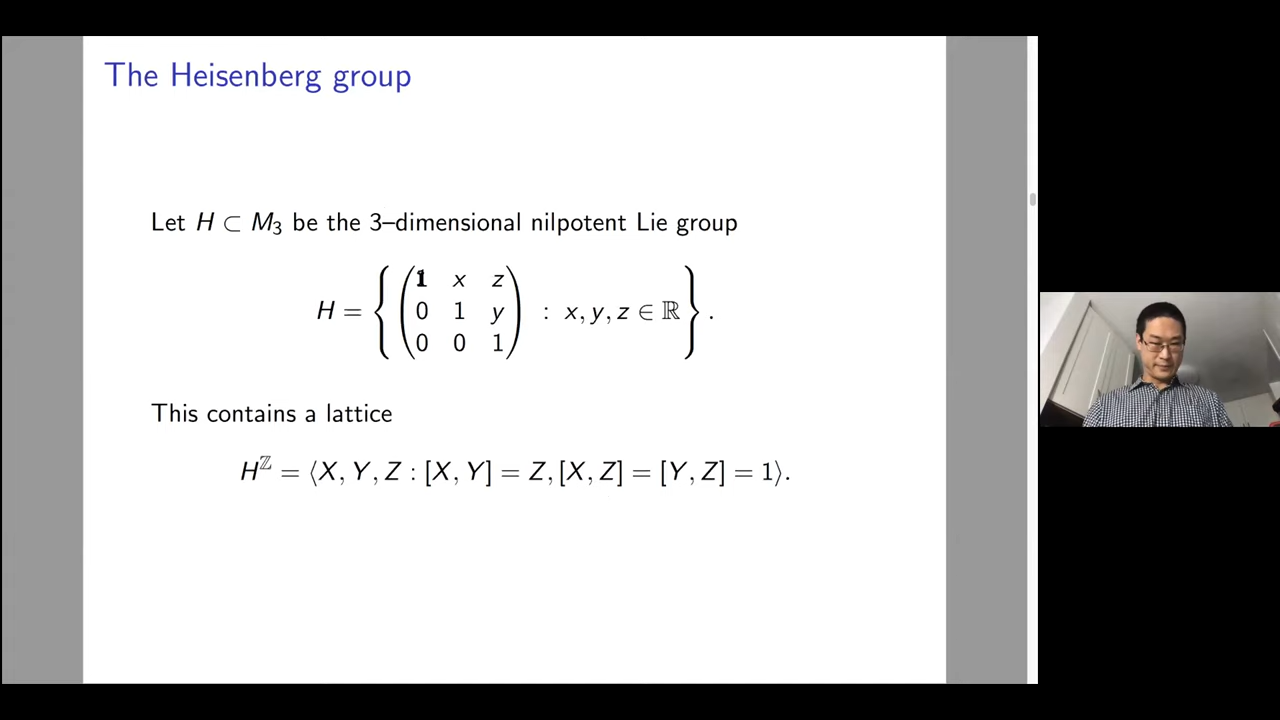 The Heisenberg group
Let H ⊂ M₃ be the 3–dimensional nilpotent Lie group
H = { ( 1 x z
0 1 y
0 0 1 ) : x, y, z ∈ ℝ } .
This contains a lattice
H^ℤ = ⟨X, Y, Z : [X, Y] = Z, [X, Z] = [Y, Z] = 1⟩.